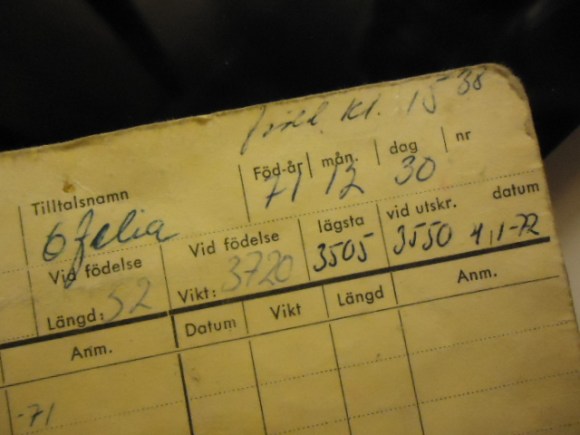 född kl. 15 38
Tilltalsnamn Föd-år mån. dag nr
Ofelia 71 12 30
Vid födelse Vid födelse lägsta vid utskr. datum
Längd: 52 Vikt: 3720 3505 3550 4,1-72
Anm. Datum Vikt Längd Anm.
-71